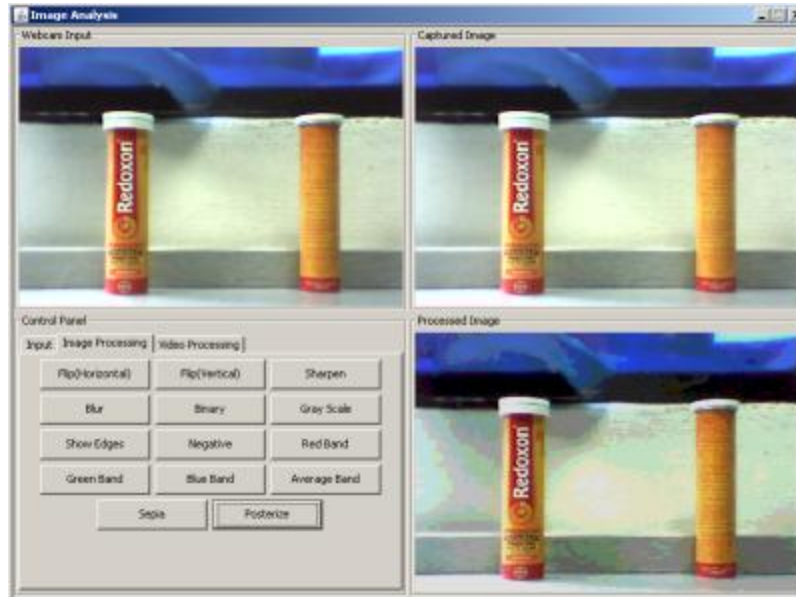 Image Analysis
Webcam Input
Captured Image
Redoxon
Redoxon
Control Panel
Processed Image
Input
Image Processing
Video Processing
Flip(Horizontal)
Flip(Vertical)
Sharpen
Blur
Binary
Gray Scale
Show Edges
Negative
Red Band
Green Band
Blue Band
Average Band
Sepia
Posterize
Redoxon